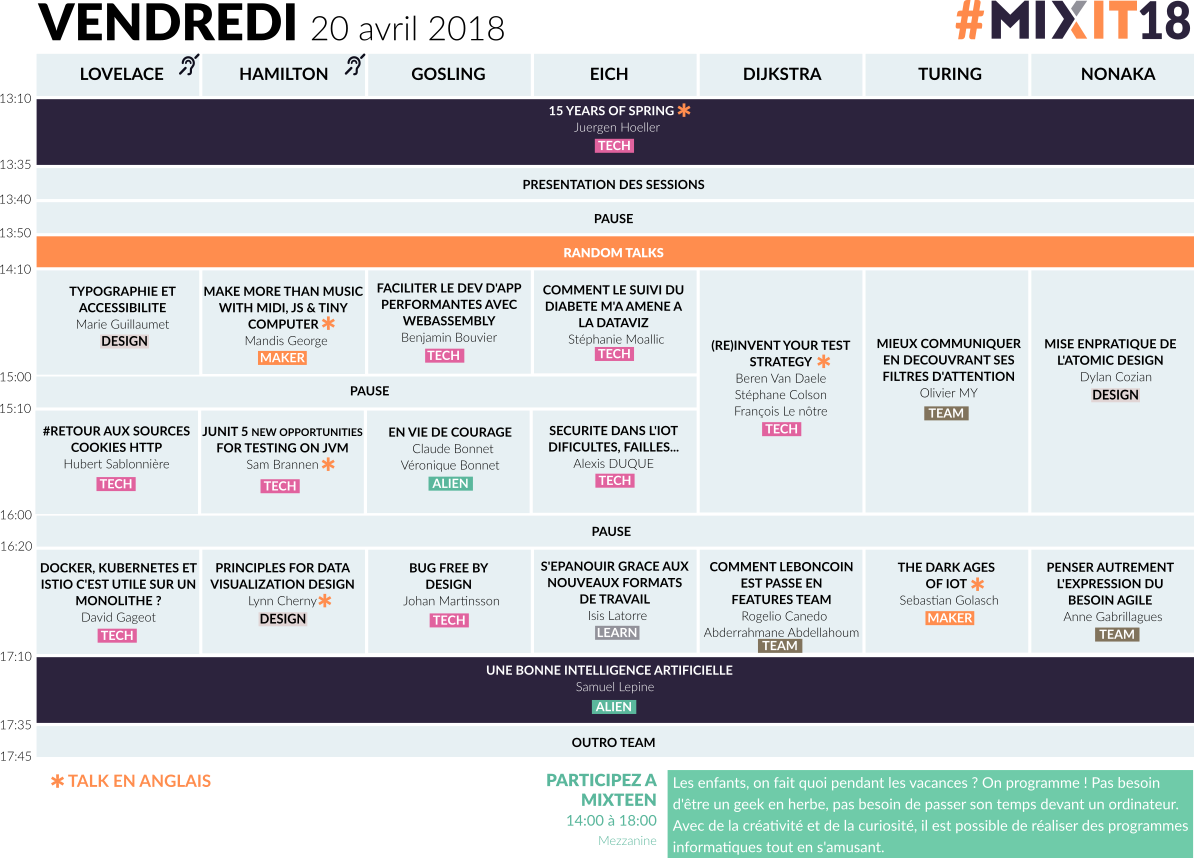 VENDREDI 20 avril 2018
#MIXIT18
LOVELACE
HAMILTON
GOSLING
EICH
DIJKSTRA
TURING
NONAKA
13:10
15 YEARS OF SPRING *
Juergen Hoeller
TECH
13:35
PRESENTATION DES SESSIONS
13:40
PAUSE
13:50
RANDOM TALKS
14:10
TYPOGRAPHIE ET
ACCESSIBILITE
Marie Guillaumet
DESIGN
MAKE MORE THAN MUSIC
WITH MIDI, JS & TINY
COMPUTER *
Mandis George
MAKER
FACILITER LE DEV D'APP
PERFORMANTES AVEC
WEBASSEMBLY
Benjamin Bouvier
TECH
COMMENT LE SUIVI DU
DIABETE M'A AMENE A
LA DATAVIZ
Stéphanie Moallic
TECH
(RE)INVENT YOUR TEST
STRATEGY *
Beren Van Daele
Stéphane Colson
François Le nôtre
TECH
MIEUX COMMUNIQUER
EN DECOUVRANT SES
FILTRES D'ATTENTION
Olivier MY
TEAM
MISE ENPRATIQUE DE
L'ATOMIC DESIGN
Dylan Cozian
DESIGN
15:00
PAUSE
15:10
#RETOUR AUX SOURCES
COOKIES HTTP
Hubert Sablonnière
TECH
JUNIT 5 NEW OPPORTUNITIES
FOR TESTING ON JVM
Sam Brannen *
TECH
EN VIE DE COURAGE
Claude Bonnet
Véronique Bonnet
ALIEN
SECURITE DANS L'IOT
DIFICULTES, FAILLES...
Alexis DUQUE
TECH
16:00
PAUSE
16:20
DOCKER, KUBERNETES ET
ISTIO C'EST UTILE SUR UN
MONOLITHE ?
David Gageot
TECH
PRINCIPLES FOR DATA
VISUALIZATION DESIGN
Lynn Cherny *
DESIGN
BUG FREE BY
DESIGN
Johan Martinsson
TECH
S'EPANOUIR GRACE AUX
NOUVEAUX FORMATS
DE TRAVAIL
Isis Latorre
LEARN
COMMENT LEBONCOIN
EST PASSE EN
FEATURES TEAM
Rogelio Canedo
Abderrahmane Abdellahoum
TEAM
THE DARK AGES
OF IOT *
Sebastian Golasch
MAKER
PENSER AUTREMENT
L'EXPRESSION DU
BESOIN AGILE
Anne Gabrillagues
TEAM
17:10
UNE BONNE INTELLIGENCE ARTIFICIELLE
Samuel Lepine
ALIEN
17:35
OUTRO TEAM
17:45
* TALK EN ANGLAIS
PARTICIPEZ A
MIXTEEN
14:00 à 18:00
Mezzanine
Les enfants, on fait quoi pendant les vacances ? On programme ! Pas besoin
d'être un geek en herbe, pas besoin de passer son temps devant un ordinateur.
Avec de la créativité et de la curiosité, il est possible de réaliser des programmes
informatiques tout en s'amusant.